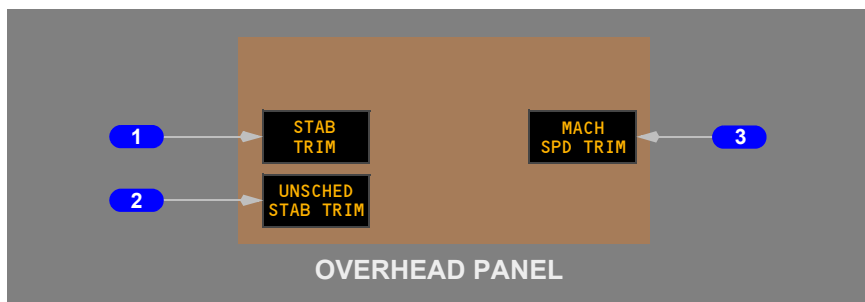 1
STAB
TRIM
2
UNSCHED
STAB TRIM
MACH
SPD TRIM
3
OVERHEAD PANEL